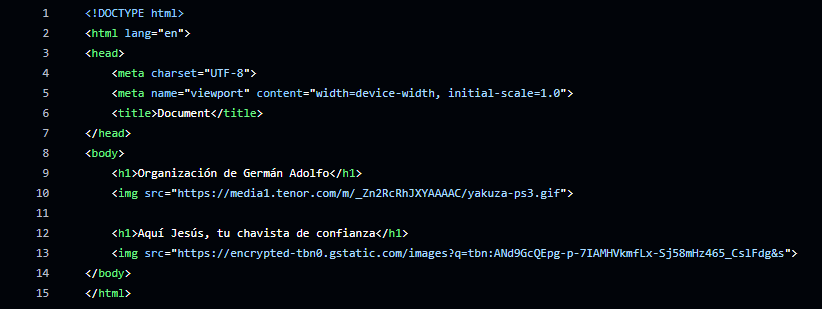 1 <!DOCTYPE html>
2 <html lang="en">
3 <head>
4 <meta charset="UTF-8">
5 <meta name="viewport" content="width=device-width, initial-scale=1.0">
6 <title>Document</title>
7 </head>
8 <body>
9 <h1>Organización de Germán Adolfo</h1>
10 <img src="https://media1.tenor.com/m/_Zn2RcRhJXYAAAAC/yakuza-ps3.gif">
11
12 <h1>Aquí Jesús, tu chavista de confianza</h1>
13 <img src="https://encrypted-tbn0.gstatic.com/images?q=tbn:ANd9GcQEpg-p-7IAMHVkmfLx-Sj58mHz465_CslFdg&s">
14 </body>
15 </html>